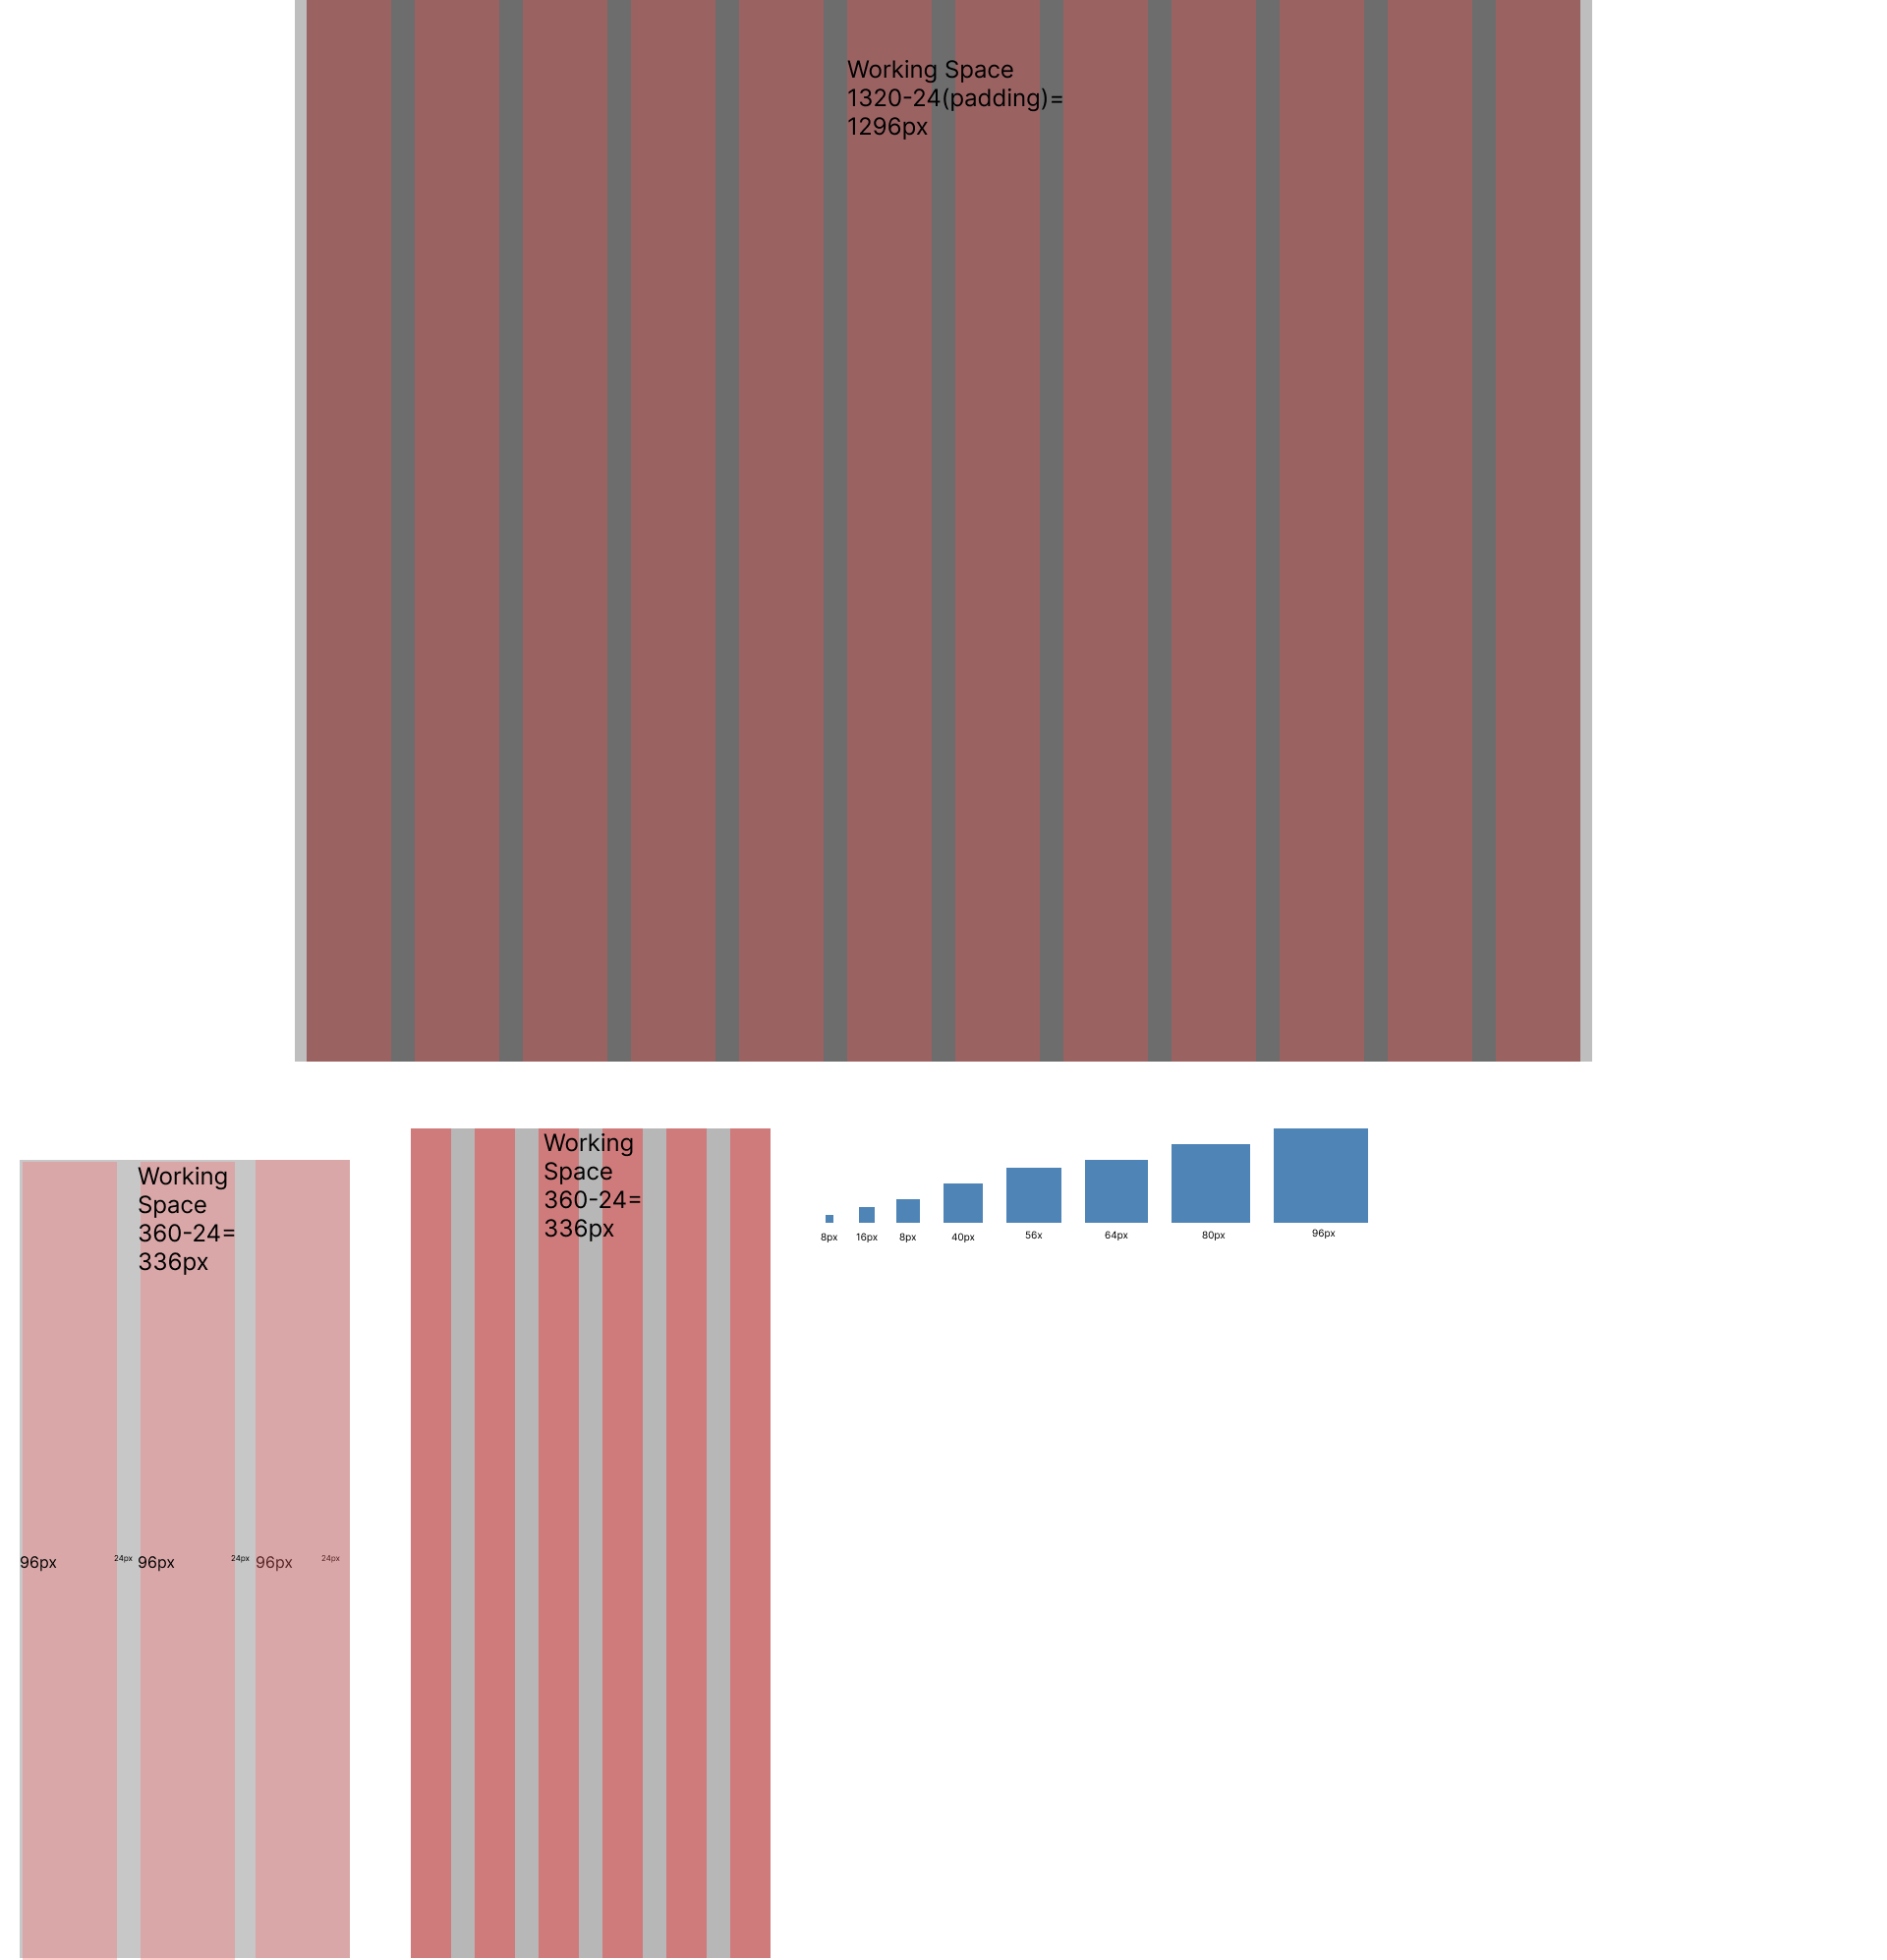 Working Space
1320-24(padding)=
1296px
Working
Space
360-24=
336px
Working
Space
360-24=
336px
8px 16px 8px 40px 56x 64px 80px 96px
96px 24px 96px 24px 96px 24px